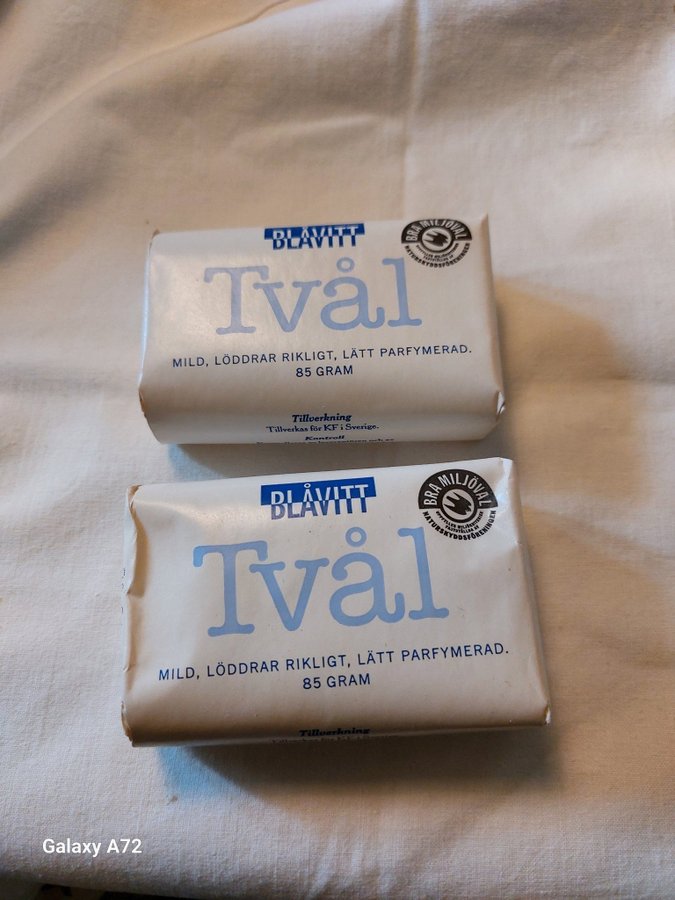 BLÅVITT
BRA MILJÖVAL
NATURSKYDDSFÖRENINGEN
Tvål
MILD, LÖDDRAR RIKLIGT, LÄTT PARFYMERAD.
85 GRAM
Tillverkning
Tillverkas för KF i Sverige.
Kontroll
BLÅVITT
BRA MILJÖVAL
NATURSKYDDSFÖRENINGEN
Tvål
MILD, LÖDDRAR RIKLIGT, LÄTT PARFYMERAD.
85 GRAM
Tillverkning
Galaxy A72